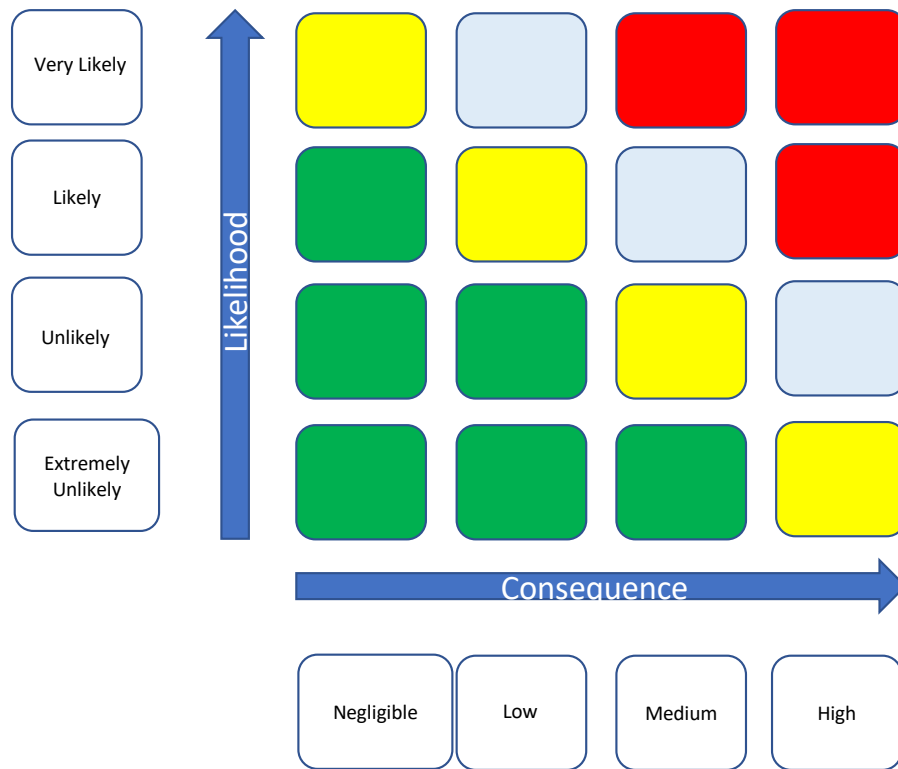 Very Likely
Likely
Unlikely
Extremely
Unlikely
Likelihood
Consequence
Negligible
Low
Medium
High